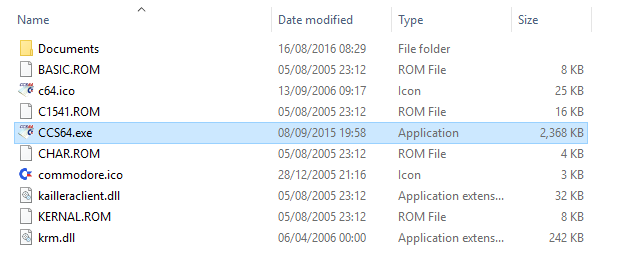 Name Date modified Type Size
Documents 16/08/2016 08:29 File folder
BASIC.ROM 05/08/2005 23:12 ROM File 8 KB
c64.ico 13/09/2006 09:17 Icon 25 KB
C1541.ROM 05/08/2005 23:12 ROM File 16 KB
CCS64.exe 08/09/2015 19:58 Application 2,368 KB
CHAR.ROM 05/08/2005 23:12 ROM File 4 KB
commodore.ico 28/12/2005 21:16 Icon 3 KB
kailleraclient.dll 05/08/2005 23:12 Application extens... 32 KB
KERNAL.ROM 05/08/2005 23:12 ROM File 8 KB
krm.dll 06/04/2006 00:00 Application extens... 242 KB